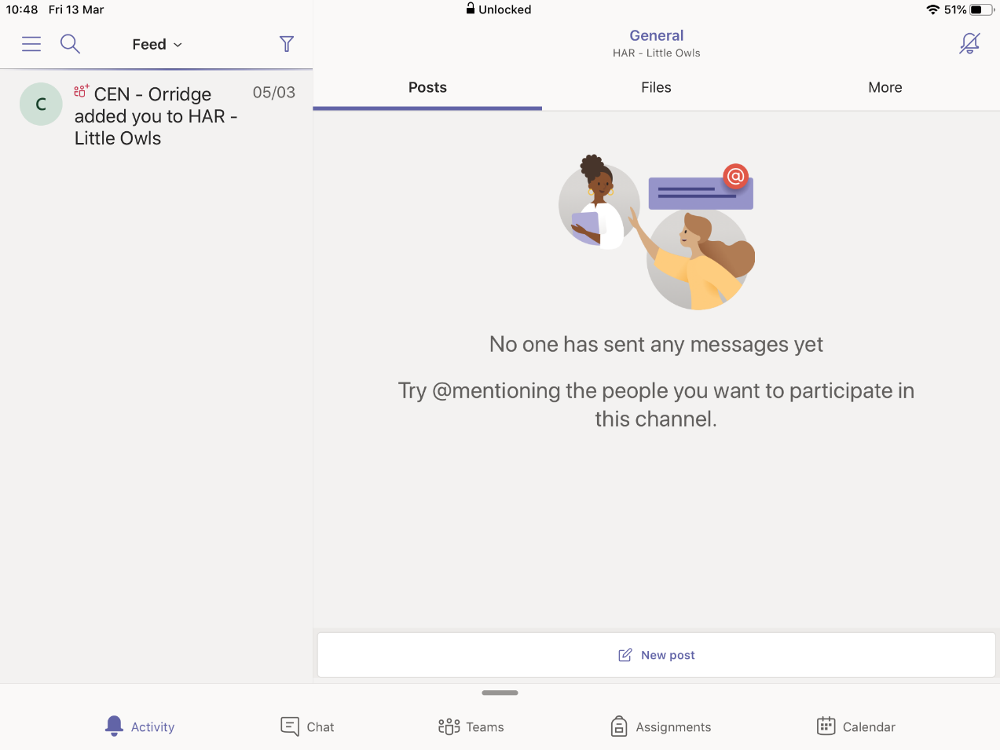 10:48 Fri 13 Mar
Unlocked
51%
Feed
C
CEN - Orridge
added you to HAR -
Little Owls
05/03
General
HAR - Little Owls
Posts
Files
More
@
No one has sent any messages yet
Try @mentioning the people you want to participate in
this channel.
New post
Activity
Chat
Teams
Assignments
Calendar